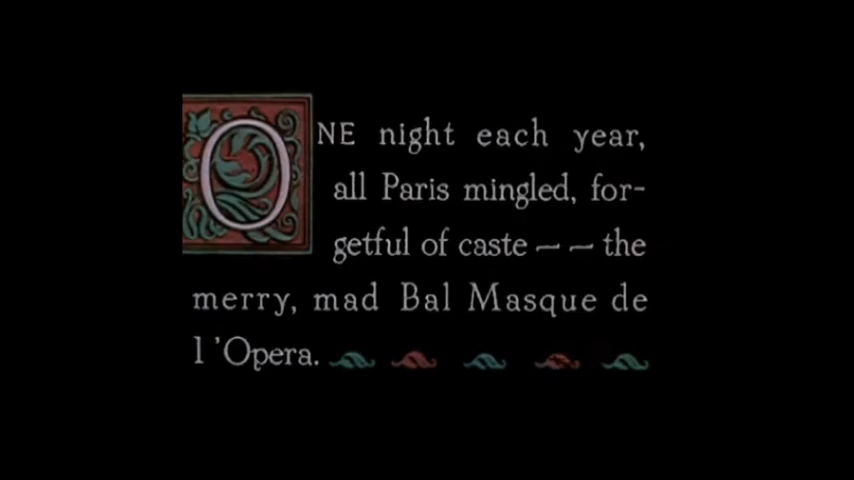 ONE night each year,
all Paris mingled, for-
getful of caste — — the
merry, mad Bal Masque de
l'Opera.